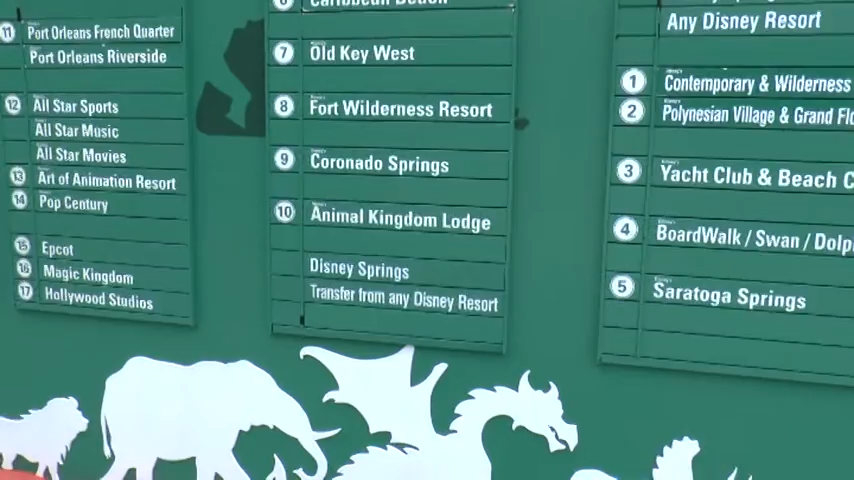 11 Port Orleans French Quarter
Port Orleans Riverside
12 All Star Sports
All Star Music
All Star Movies
13 Art of Animation Resort
14 Pop Century
15 Epcot
16 Magic Kingdom
17 Hollywood Studios
6 Caribbean Beach
7 Old Key West
8 Fort Wilderness Resort
9 Coronado Springs
10 Animal Kingdom Lodge
Disney Springs
Transfer from any Disney Resort
Any Disney Resort
1 Contemporary & Wilderness
2 Polynesian Village & Grand Flo
3 Yacht Club & Beach C
4 BoardWalk / Swan / Dolp
5 Saratoga Springs